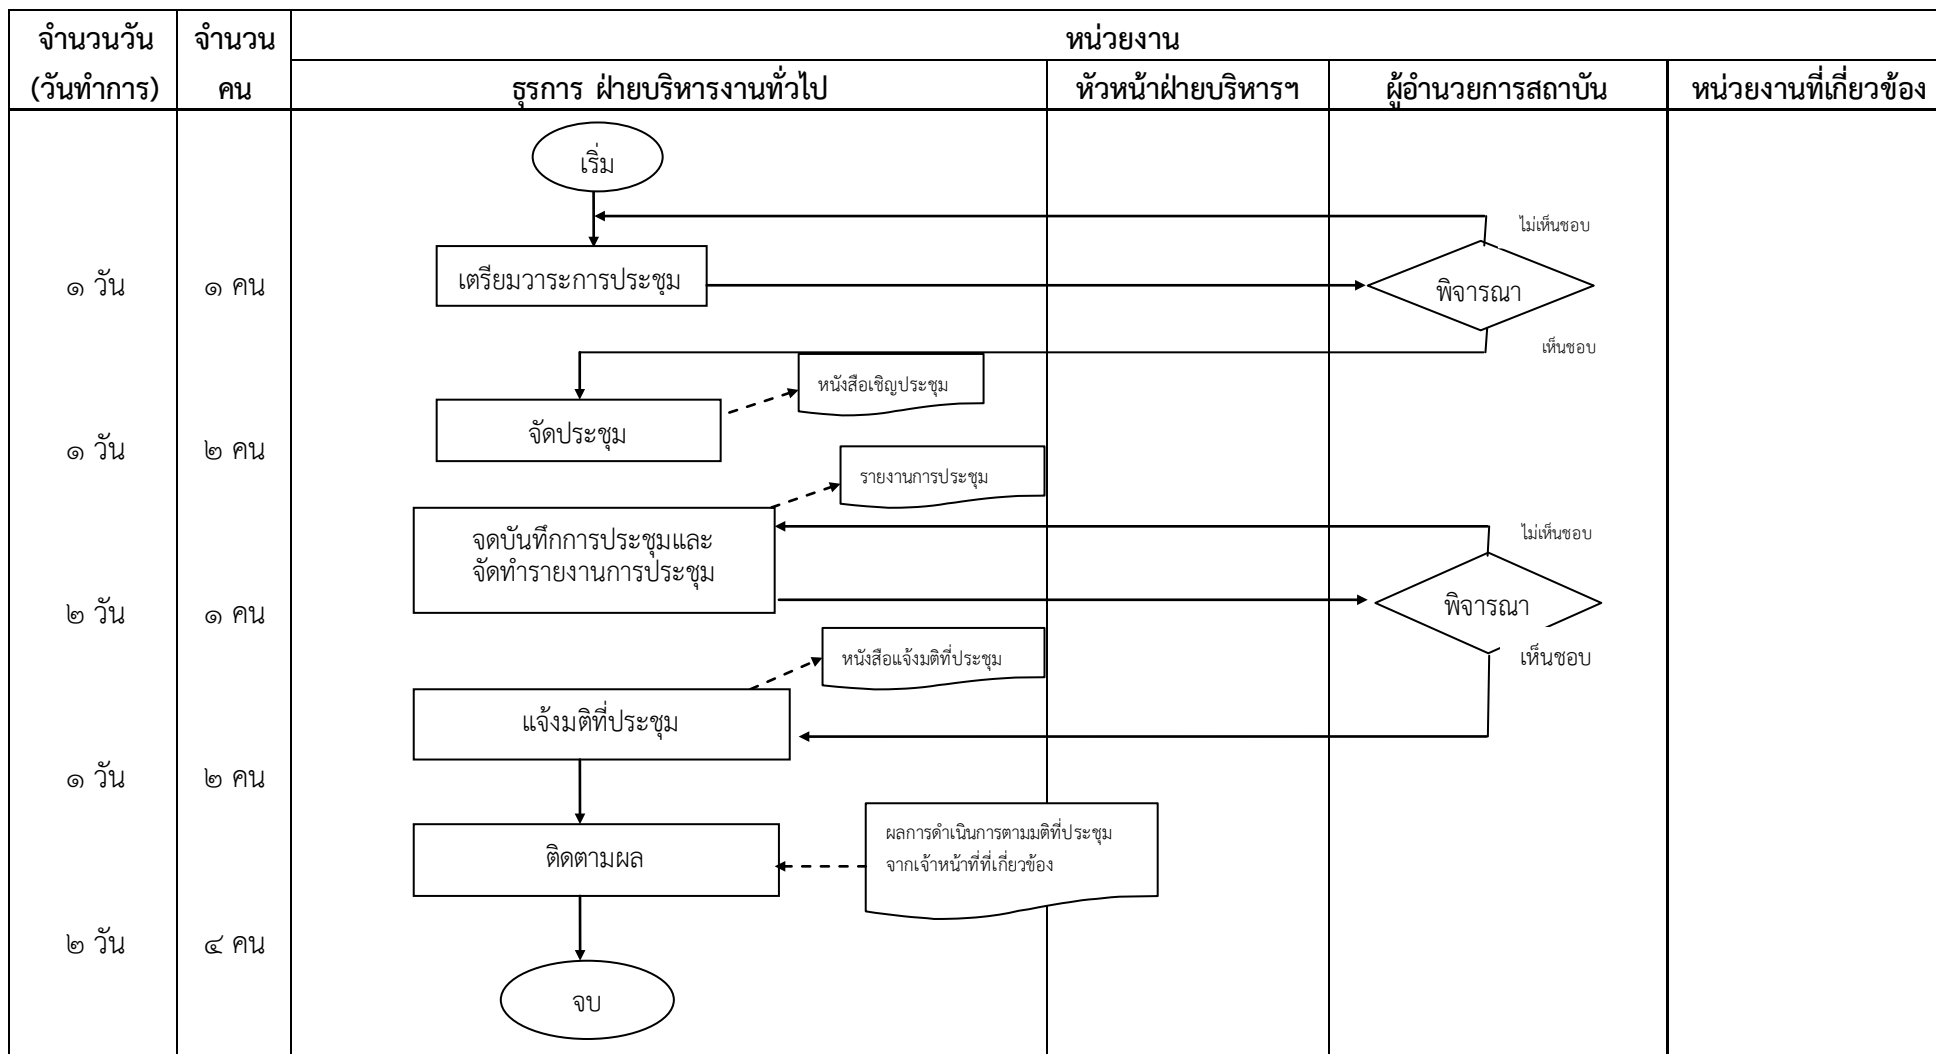 จำนวนวัน
(วันทำการ)
จำนวน
คน
หน่วยงาน
ธุรการ ฝ่ายบริหารงานทั่วไป
หัวหน้าฝ่ายบริหารฯ
ผู้อำนวยการสถาบัน
หน่วยงานที่เกี่ยวข้อง
เริ่ม
ไม่เห็นชอบ
๑ วัน
๑ คน
เตรียมวาระการประชุม
พิจารณา
เห็นชอบ
หนังสือเชิญประชุม
จัดประชุม
๑ วัน
๒ คน
รายงานการประชุม
ไม่เห็นชอบ
จดบันทึกการประชุมและ
จัดทำรายงานการประชุม
๒ วัน
๑ คน
พิจารณา
เห็นชอบ
หนังสือแจ้งมติที่ประชุม
แจ้งมติที่ประชุม
๑ วัน
๒ คน
ผลการดำเนินการตามมติที่ประชุม
จากเจ้าหน้าที่ที่เกี่ยวข้อง
ติดตามผล
๒ วัน
๔ คน
จบ